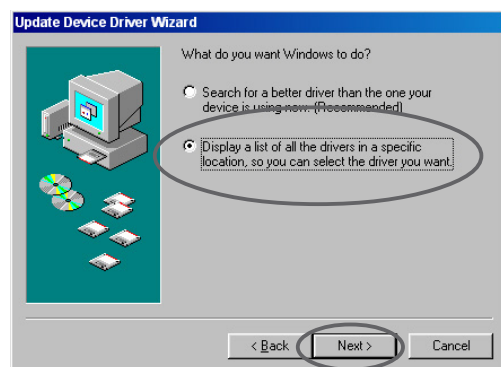 Update Device Driver Wizard
What do you want Windows to do?
Search for a better driver than the one your
device is using now. (Recommended)
Display a list of all the drivers in a specific
location, so you can select the driver you want.
< Back
Next >
Cancel